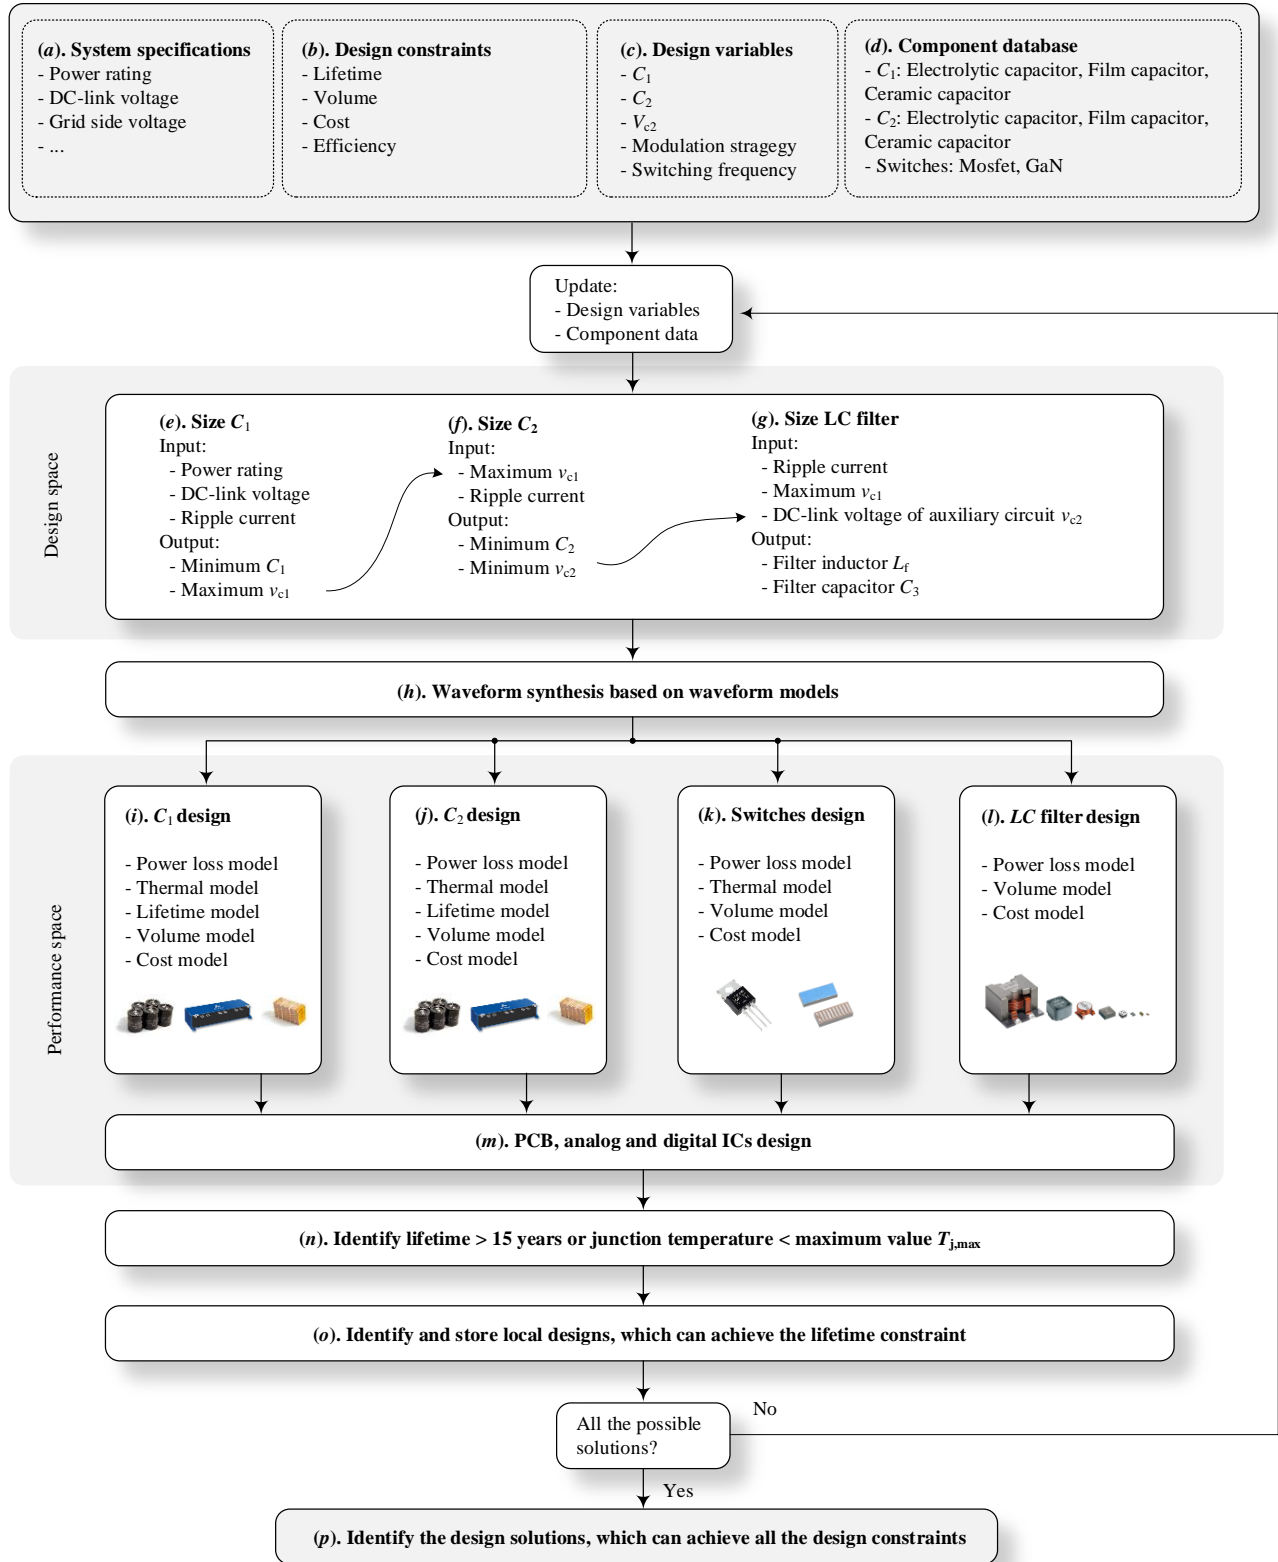 (a). System specifications
- Power rating
- DC-link voltage
- Grid side voltage
- ...
(b). Design constraints
- Lifetime
- Volume
- Cost
- Efficiency
(c). Design variables
- C1
- C2
- Vc2
- Modulation stragegy
- Switching frequency
(d). Component database
- C1: Electrolytic capacitor, Film capacitor,
Ceramic capacitor
- C2: Electrolytic capacitor, Film capacitor,
Ceramic capacitor
- Switches: Mosfet, GaN
Update:
- Design variables
- Component data
Design space
(e). Size C1
Input:
- Power rating
- DC-link voltage
- Ripple current
Output:
- Minimum C1
- Maximum vc1
(f). Size C2
Input:
- Maximum vc1
- Ripple current
Output:
- Minimum C2
- Minimum vc2
(g). Size LC filter
Input:
- Ripple current
- Maximum vc1
- DC-link voltage of auxiliary circuit vc2
Output:
- Filter inductor Lf
- Filter capacitor C3
(h). Waveform synthesis based on waveform models
Performance space
(i). C1 design
- Power loss model
- Thermal model
- Lifetime model
- Volume model
- Cost model
(j). C2 design
- Power loss model
- Thermal model
- Lifetime model
- Volume model
- Cost model
(k). Switches design
- Power loss model
- Thermal model
- Volume model
- Cost model
(l). LC filter design
- Power loss model
- Volume model
- Cost model
(m). PCB, analog and digital ICs design
(n). Identify lifetime > 15 years or junction temperature < maximum value Tj,max
(o). Identify and store local designs, which can achieve the lifetime constraint
All the possible
solutions?
No
Yes
(p). Identify the design solutions, which can achieve all the design constraints